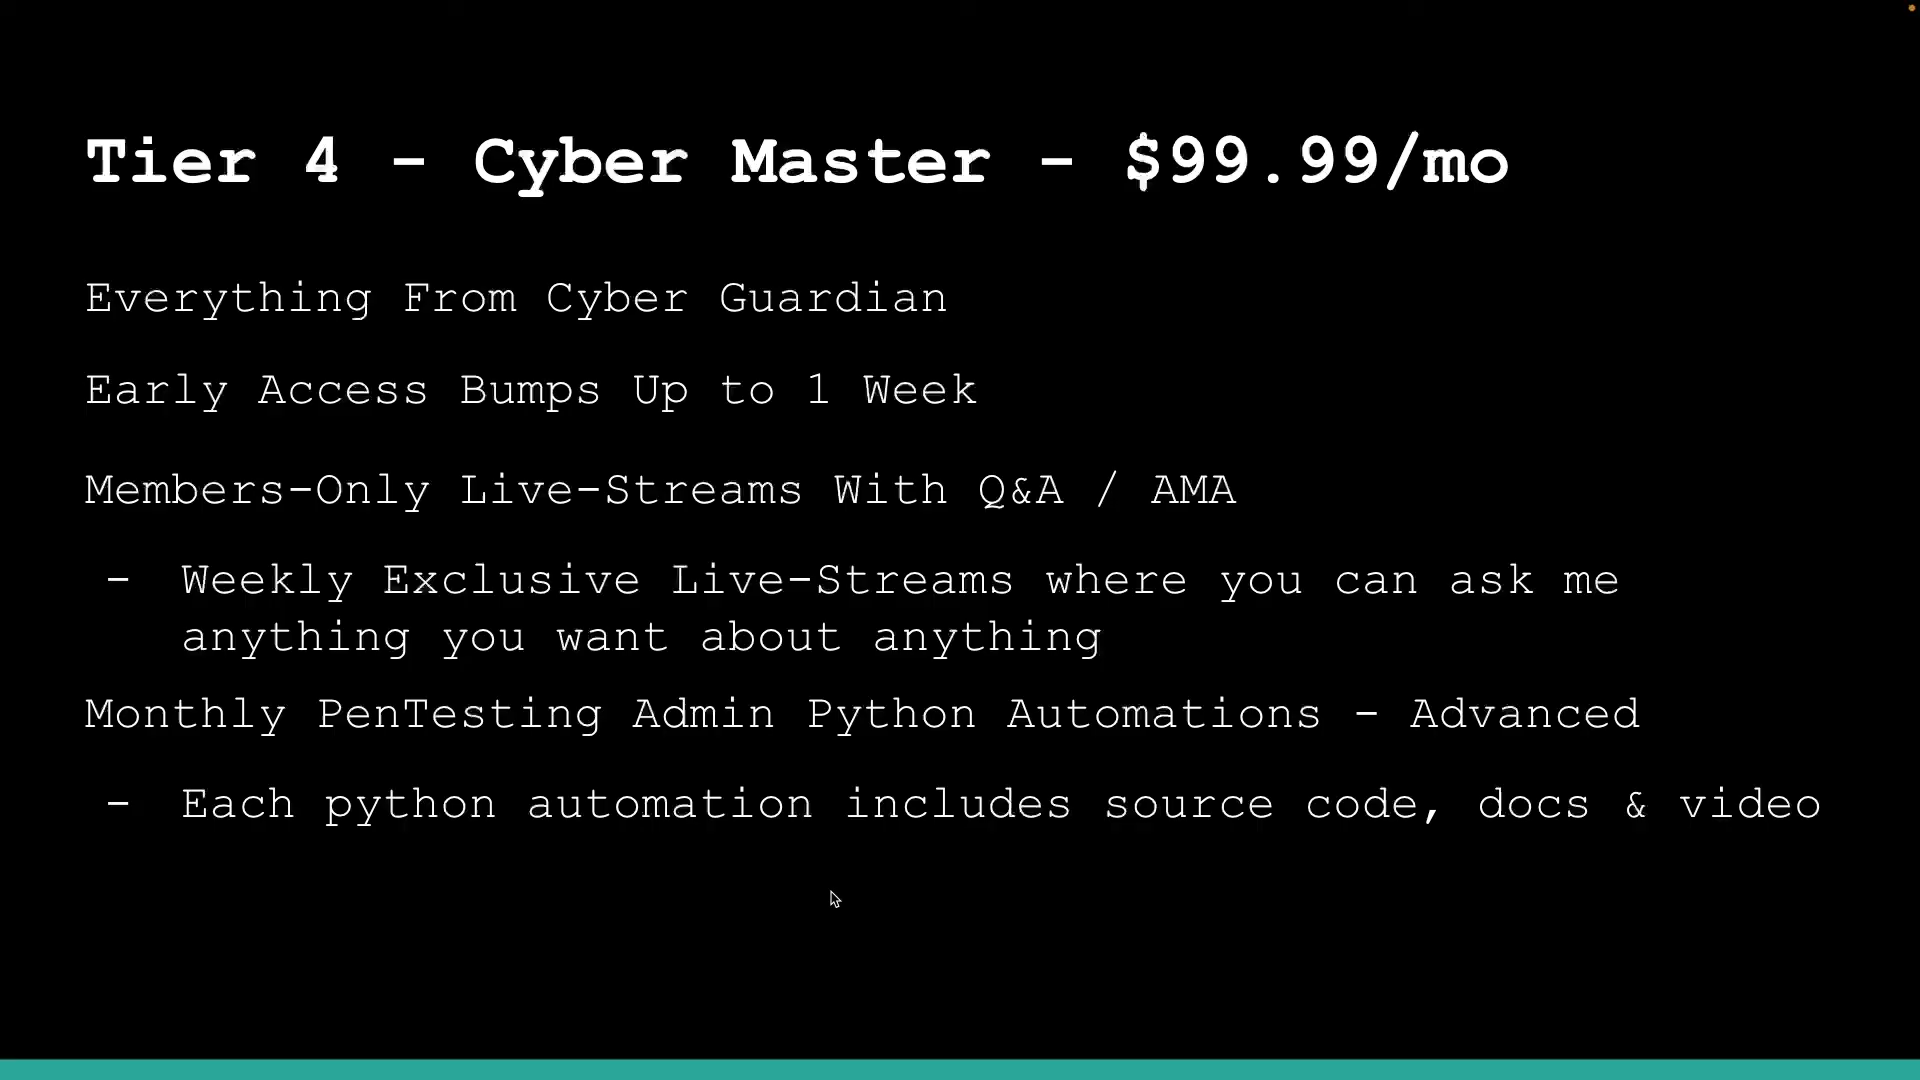 Tier 4 - Cyber Master - $99.99/mo
Everything From Cyber Guardian
Early Access Bumps Up to 1 Week
Members-Only Live-Streams With Q&A / AMA
- Weekly Exclusive Live-Streams where you can ask me
anything you want about anything
Monthly PenTesting Admin Python Automations - Advanced
- Each python automation includes source code, docs & video